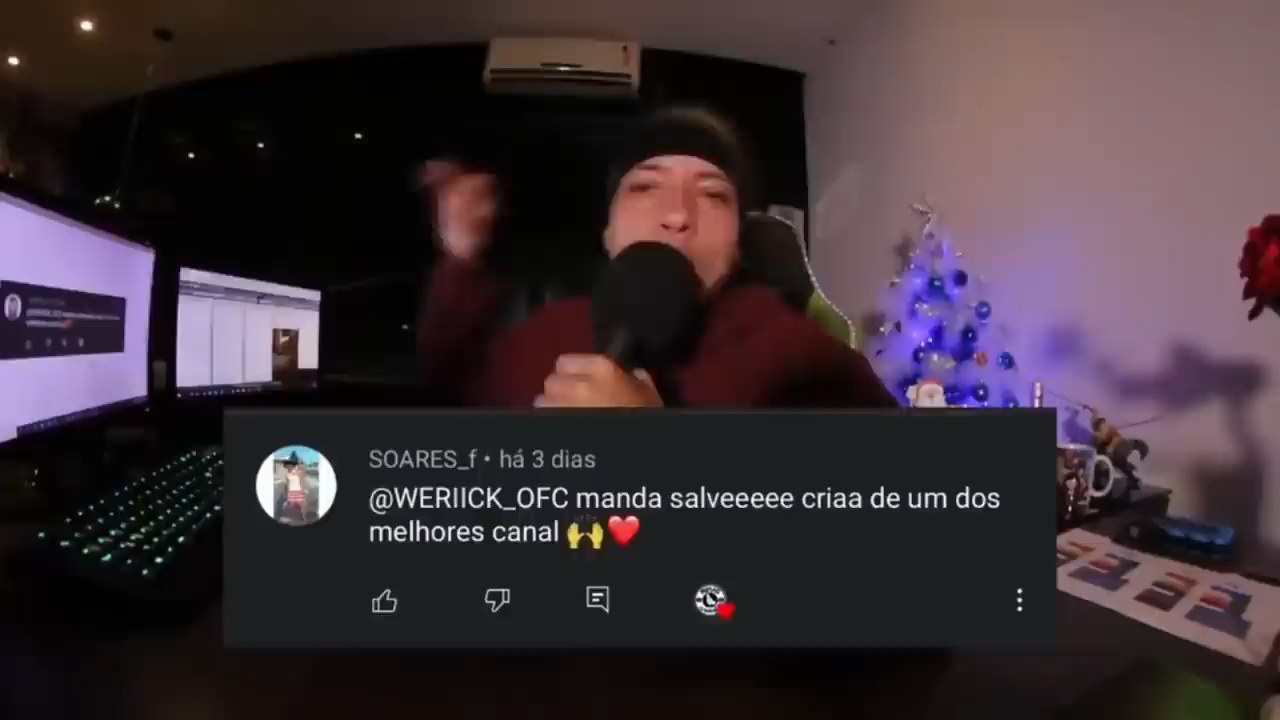 SOARES_f • há 3 dias
@WERIICK_OFC manda salveeeee criaa de um dos
melhores canal 🙌❤️